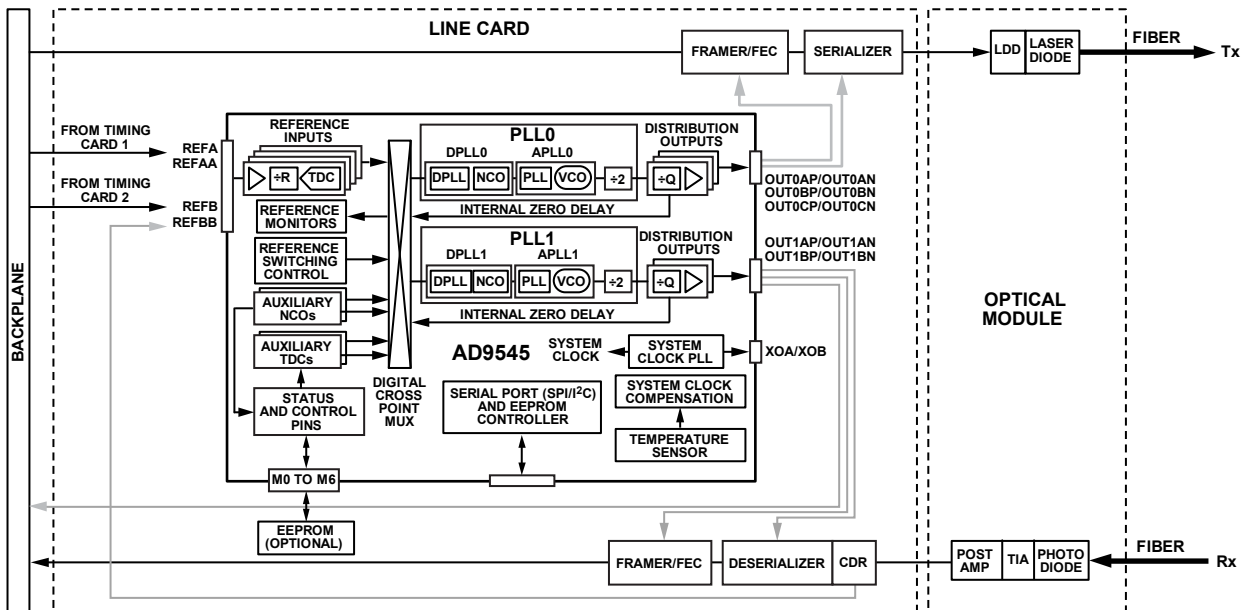 LINE CARD
FRAMER/FEC
SERIALIZER
LDD
LASER
DIODE
FIBER
Tx
FROM TIMING
CARD 1
FROM TIMING
CARD 2
REFA
REFAA
REFB
REFBB
REFERENCE
INPUTS
÷R
TDC
REFERENCE
MONITORS
REFERENCE
SWITCHING
CONTROL
AUXILIARY
NCOs
AUXILIARY
TDCs
STATUS
AND CONTROL
PINS
M0 TO M6
EEPROM
(OPTIONAL)
DIGITAL
CROSS
POINT
MUX
PLL0
DPLL0
APLL0
DPLL
NCO
PLL
VCO
÷2
DISTRIBUTION
OUTPUTS
÷Q
INTERNAL ZERO DELAY
OUT0AP/OUT0AN
OUT0BP/OUT0BN
OUT0CP/OUT0CN
PLL1
DPLL1
APLL1
DPLL
NCO
PLL
VCO
÷2
DISTRIBUTION
OUTPUTS
÷Q
INTERNAL ZERO DELAY
OUT1AP/OUT1AN
OUT1BP/OUT1BN
AD9545
SYSTEM
CLOCK
SYSTEM
CLOCK PLL
XOA/XOB
SERIAL PORT (SPI/I²C)
AND EEPROM
CONTROLLER
SYSTEM CLOCK
COMPENSATION
TEMPERATURE
SENSOR
BACKPLANE
OPTICAL
MODULE
FRAMER/FEC
DESERIALIZER
CDR
POST
AMP
TIA
PHOTO
DIODE
FIBER
Rx